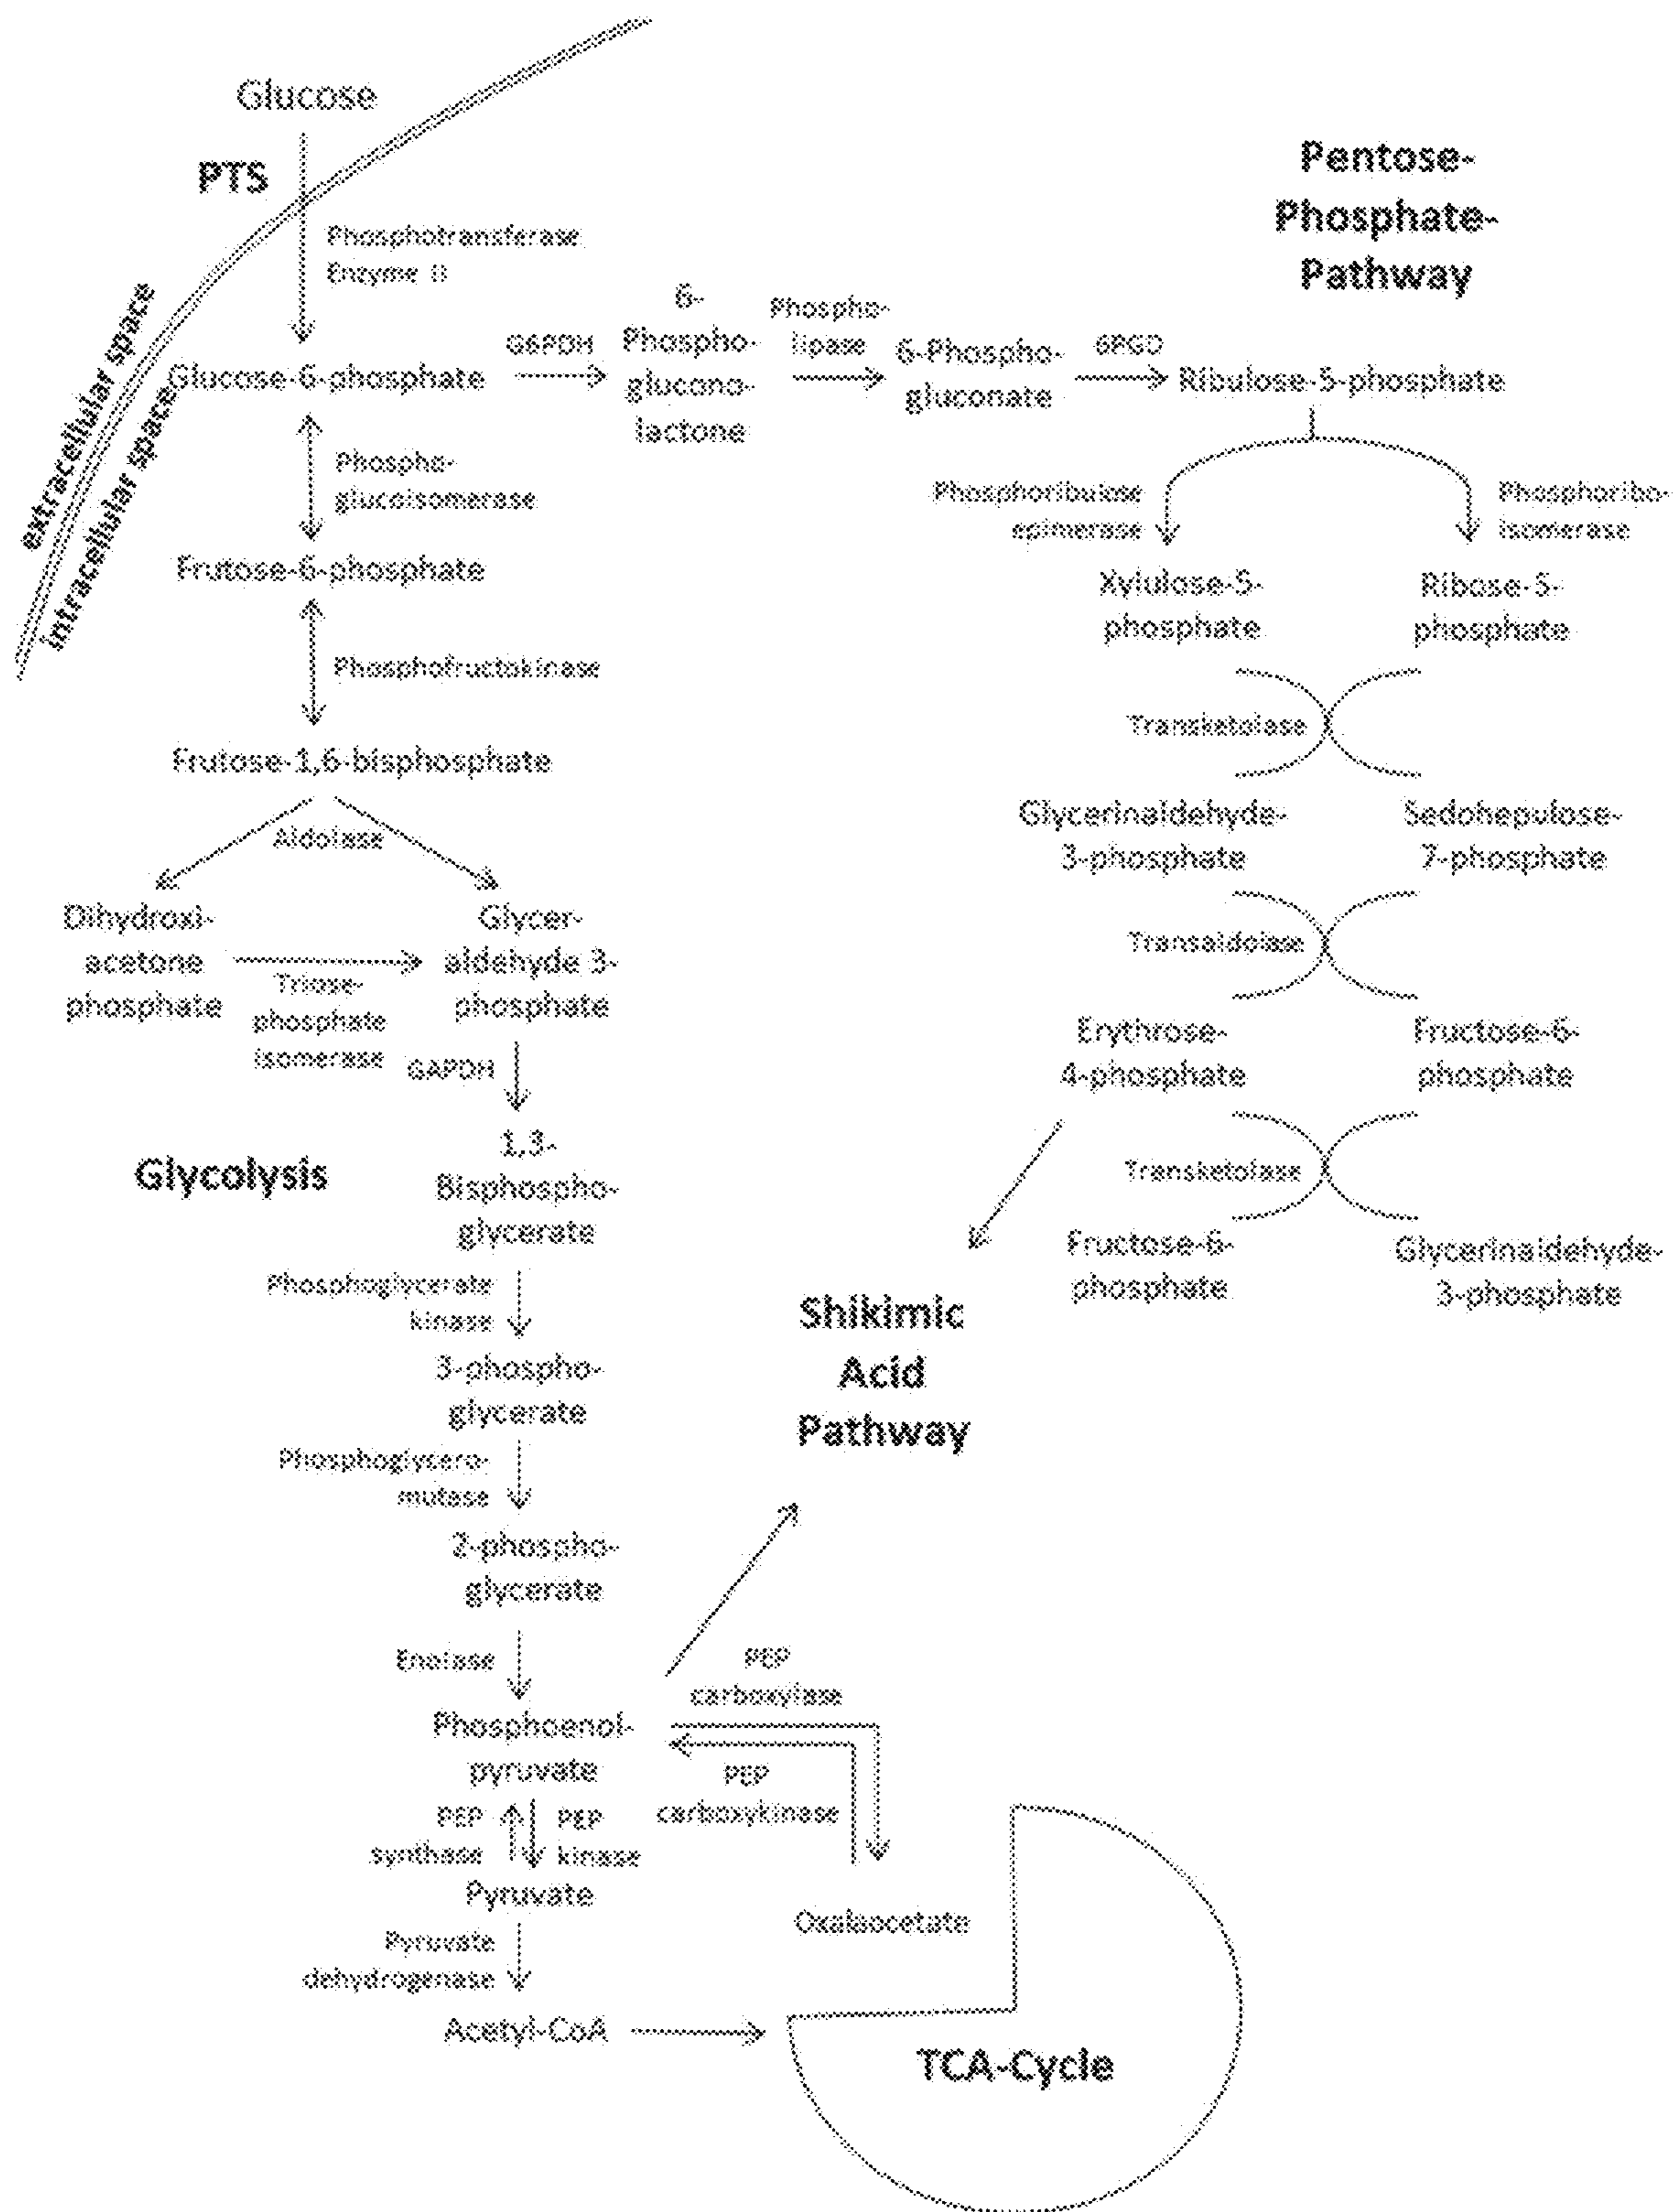 Glucose
PTS
Phosphotransferase
Enzyme II
extracellular space
intracellular space
Glucose-6-phosphate
G6PDH
6-
Phospho-
glucono-
lactone
Phospho-
lipase
6-Phospho-
gluconate
6PGD
Ribulose-5-phosphate
Pentose-
Phosphate-
Pathway
Phospho-
glucoisomerase
Frutose-6-phosphate
Phosphofructokinase
Frutose-1,6-bisphosphate
Aldolase
Dihydroxi-
acetone
phosphate
Triose-
phosphate
isomerase
Glycer-
aldehyde 3-
phosphate
GAPDH
1,3-
Bisphospho-
glycerate
Glycolysis
Phosphoglycerate
kinase
3-phospho-
glycerate
Phosphoglycero-
mutase
2-phospho-
glycerate
Enolase
Phosphoenol-
pyruvate
PEP
synthase
PEP
kinase
Pyruvate
Pyruvate
dehydrogenase
Acetyl-CoA
Phosphoribulose
epimerase
Phosphoribo-
isomerase
Xylulose-5-
phosphate
Ribose-5-
phosphate
Transketolase
Glycerinaldehyde-
3-phosphate
Sedohepulose-
7-phosphate
Transaldolase
Erythrose-
4-phosphate
Fructose-6-
phosphate
Transketolase
Fructose-6-
phosphate
Glycerinaldehyde-
3-phosphate
Shikimic
Acid
Pathway
PEP
carboxylase
PEP
carboxykinase
Oxalaocetate
TCA-Cycle